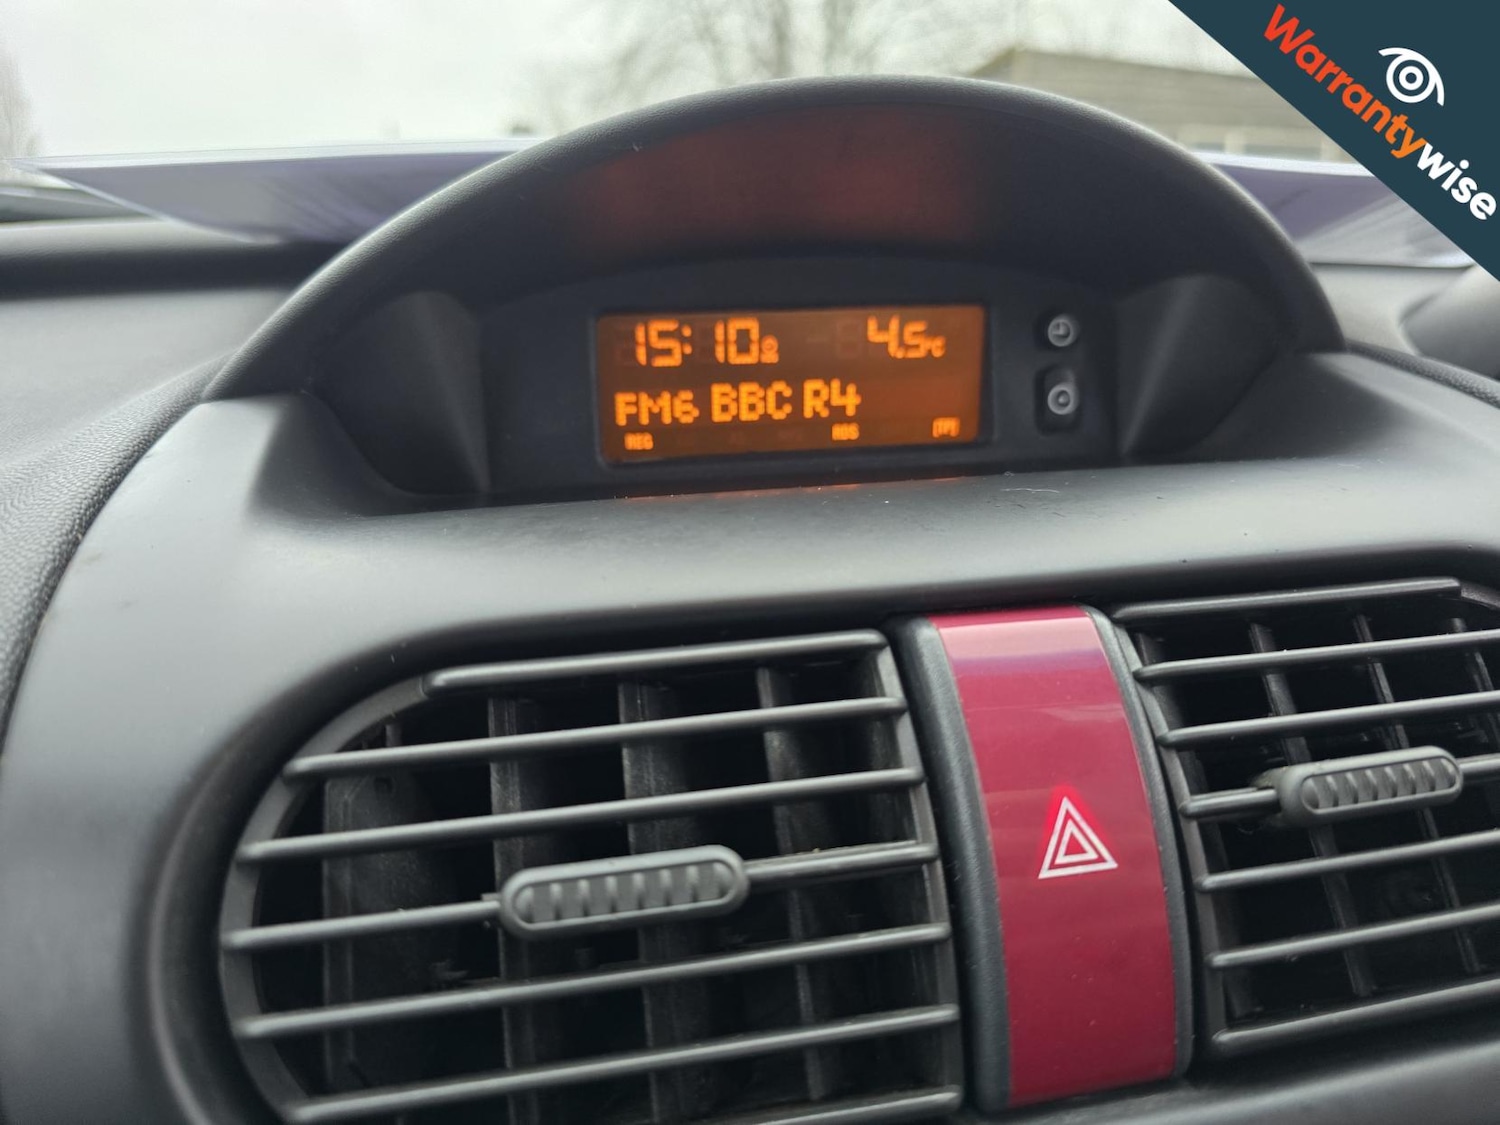 Warrantywise
15:10 4.5°C
FM6 BBC R4
REG RDS [TP]